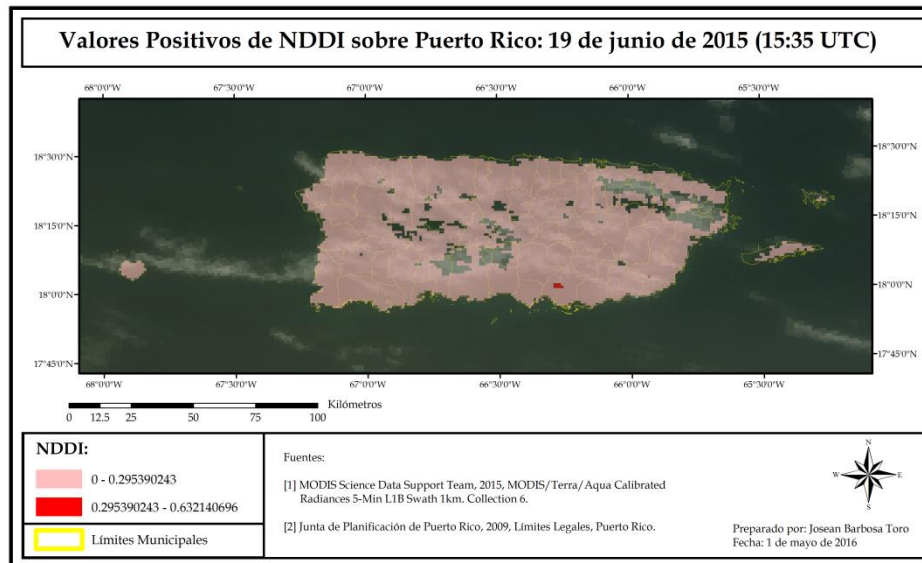 Valores Positivos de NDDI sobre Puerto Rico: 19 de junio de 2015 (15:35 UTC)
68°0'0"W 67°30'0"W 67°0'0"W 66°30'0"W 66°0'0"W 65°30'0"W
18°30'0"N 18°30'0"N
18°15'0"N 18°15'0"N
18°0'0"N 18°0'0"N
17°45'0"N 17°45'0"N
68°0'0"W 67°30'0"W 67°0'0"W 66°30'0"W 66°0'0"W 65°30'0"W
Kilómetros
0 12.5 25 50 75 100
NDDI:
0 - 0.295390243
0.295390243 - 0.632140696
Límites Municipales
Fuentes:
[1] MODIS Science Data Support Team, 2015, MODIS/Terra/Aqua Calibrated
Radiances 5-Min L1B Swath 1km. Collection 6.
[2] Junta de Planificación de Puerto Rico, 2009, Límites Legales, Puerto Rico.
N
W E
S
Preparado por: Josean Barbosa Toro
Fecha: 1 de mayo de 2016